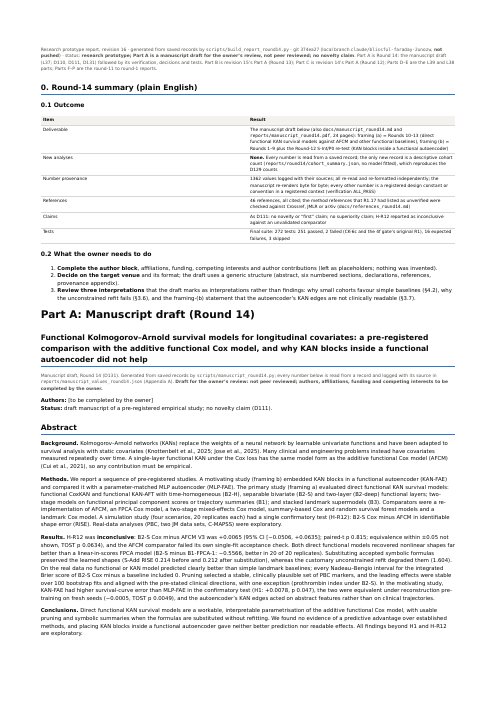 Research prototype report, revision 16 · generated from saved records by scripts/build_report_round14.py · git
pushed) · status: research prototype; Part A is a manuscript draft for the owner's review, not peer reviewed; no novelty claim. Part A is Round 14: the manuscript
(L37; D110, D111, D131) followed by its verification, decisions and tests. Part B is revision 15's Part A (Round 13); Part C is revision 14's Part A (Round 12); Parts D–E are the L39 and L38
parts; Parts F–P are the round-11 to round-1 reports.
0. Round-14 summary (plain English)
0.1 Outcome
Item Result
Deliverable The manuscript draft below (also docs/manuscript_round14.md and
reports/manuscript_round14.pdf, 24 pages): framing (a) = Rounds 10–13 (direct
functional KAN survival models against AFCM and other functional baselines), framing (b) =
Rounds 1–9 plus the Round-12 S-KI/PO re-test (KAN blocks inside a functional autoencoder)
New analyses None. Every number is read from a saved record; the only new record is a descriptive cohort
count (reports/round14/cohort_summary.json, no model fitted), which reproduces the
D129 counts
Number provenance 1362 values logged with their sources; all re-read and re-formatted independently; the
manuscript re-renders byte for byte; every other number is a registered design constant or
convention in a registered context (verification ALL_PASS)
References 46 references, all cited; the method references that R1.17 had listed as unverified were
checked against Crossref, JMLR or arXiv (docs/references_round14.md)
Claims As D111: no novelty or "first" claim; no superiority claim; H-R12 reported as inconclusive
against an unvalidated comparator
Tests Final suite: 272 tests: 251 passed, 2 failed (CI-6c and the 6f gate's original R1), 16 expected
failures, 3 skipped
0.2 What the owner needs to do
1. Complete the author block, affiliations, funding, competing interests and author contributions (left as placeholders; nothing was invented).
2. Decide on the target venue and its format; the draft uses a generic structure (abstract, six numbered sections, declarations, references,
provenance appendix).
3. Review three interpretations that the draft marks as interpretations rather than findings: why small cohorts favour simple baselines (§4.2), why
the unconstrained refit gap exists (§3.6), and the framing-(b) statement that the autoencoder's KAN edges are not clinically readable (§3.7).
Part A: Manuscript draft (Round 14)
Functional Kolmogorov–Arnold survival models for longitudinal covariates: a pre-registered
comparison with the additive functional Cox model, and why KAN blocks inside a functional
autoencoder did not help
Manuscript draft, Round 14 (D131). Generated from saved records by scripts/manuscript_round14.py; every number below is read from a record and logged with its source in
reports/manuscript_values_round14.json (Appendix A). Draft for the owner's review: not peer reviewed; authors, affiliations, funding and competing interests to be
completed by the owner.
Authors: [to be completed by the owner]
Status: draft manuscript of a pre-registered empirical study; no novelty claim (D111).
Abstract
Background. Kolmogorov–Arnold networks (KANs) replace the weights of a neural network by learnable univariate functions and have been adapted to
survival analysis with static covariates (Knottenbelt et al., 2025; Jose et al., 2025). Many clinical and engineering problems instead have covariates
measured repeatedly over time. A single-layer functional KAN under the Cox loss has the same model form as the additive functional Cox model (AFCM)
(Cui et al., 2021), so any contribution must be empirical.
Methods. We report a sequence of pre-registered studies. A motivating study (framing b) embedded KAN blocks in a functional autoencoder (KAN-FAE)
and compared it with a parameter-matched MLP autoencoder (MLP-FAE). The primary study (framing a) evaluated direct functional KAN survival models:
functional CoxKAN and functional KAN-AFT with time-homogeneous (B2-H), separable bivariate (B2-S) and two-layer (B2-deep) functional layers; two-
stage models on functional principal component scores or trajectory summaries (B1); and stacked landmark supermodels (B3). Comparators were a re-
implementation of AFCM, an FPCA Cox model, a two-stage mixed-effects Cox model, summary-based Cox and random survival forest models and a
landmark Cox model. A simulation study (four scenarios, 20 replicates each) had a single confirmatory test (H-R12): B2-S Cox minus AFCM in identifiable
shape error (RISE). Real-data analyses (PBC, two JM data sets, C-MAPSS) were exploratory.
Results. H-R12 was inconclusive: B2-S Cox minus AFCM V3 was +0.0065 (95% CI [−0.0506, +0.0635]; paired-t p 0.815; equivalence within ±0.05 not
shown, TOST p 0.0634), and the AFCM comparator failed its own single-fit acceptance check. Both direct functional models recovered nonlinear shapes far
better than a linear-in-scores FPCA model (B2-S minus B1-FPCA-1: −0.5566, better in 20 of 20 replicates). Substituting accepted symbolic formulas
preserved the learned shapes (S-Add RISE 0.214 before and 0.212 after substitution), whereas the customary unconstrained refit degraded them (1.604).
On the real data no functional or KAN model predicted clearly better than simple landmark baselines; every Nadeau-Bengio interval for the integrated
Brier score of B2-S Cox minus a baseline included 0. Pruning selected a stable, clinically plausible set of PBC markers, and the leading effects were stable
over 100 bootstrap fits and aligned with the pre-stated clinical directions, with one exception (prothrombin index under B2-S). In the motivating study,
KAN-FAE had higher survival-curve error than MLP-FAE in the confirmatory test (H1: +0.0078, p 0.047), the two were equivalent under reconstruction pre-
training on fresh seeds (−0.0005, TOST p 0.0049), and the autoencoder's KAN edges acted on abstract features rather than on clinical trajectories.
Conclusions. Direct functional KAN survival models are a workable, interpretable parametrisation of the additive functional Cox model, with usable
pruning and symbolic summaries when the formulas are substituted without refitting. We found no evidence of a predictive advantage over established
methods, and placing KAN blocks inside a functional autoencoder gave neither better prediction nor readable effects. All findings beyond H1 and H-R12
are exploratory.